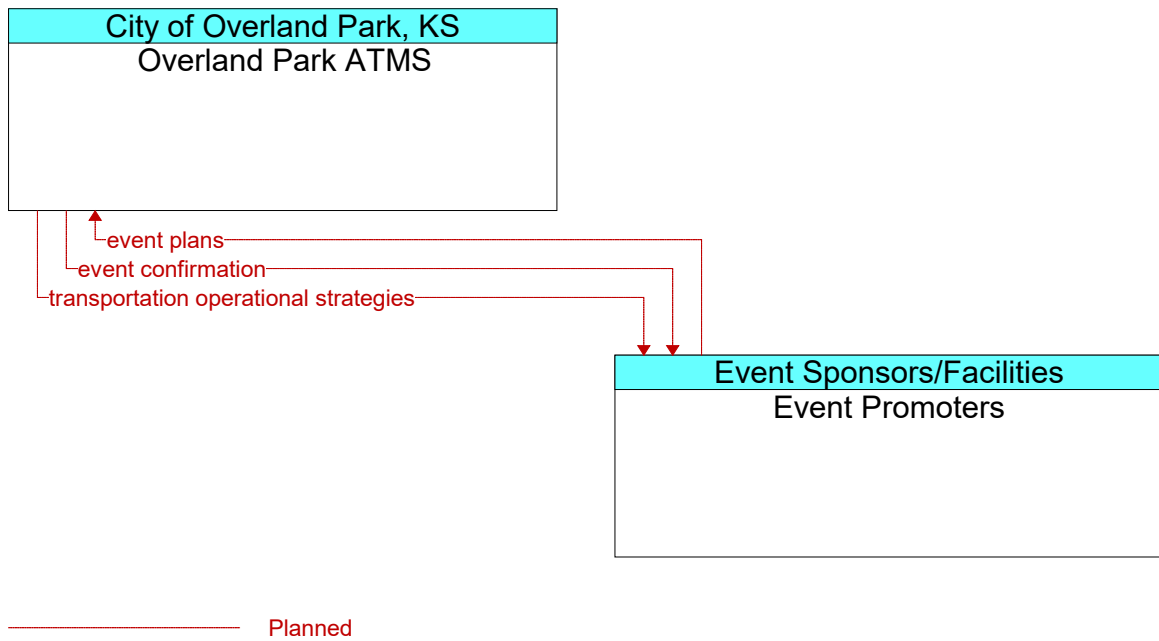 City of Overland Park, KS
Overland Park ATMS
event plans
event confirmation
transportation operational strategies
Event Sponsors/Facilities
Event Promoters
Planned